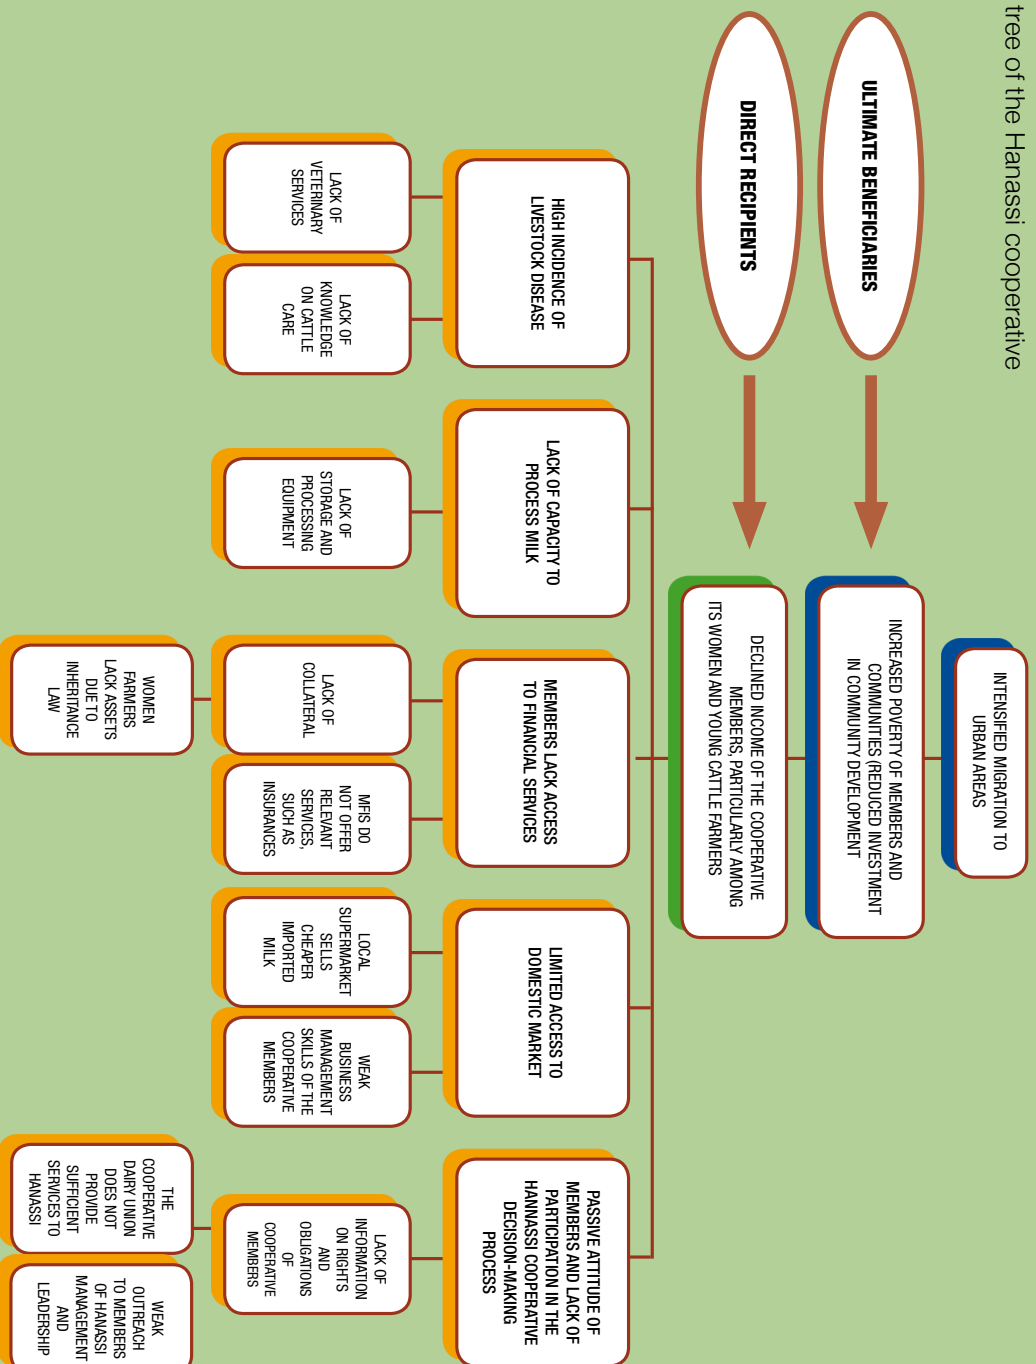 tree of the Hanassi cooperative
INTENSIFIED MIGRATION TO
URBAN AREAS
ULTIMATE BENEFICIARIES
INCREASED POVERTY OF MEMBERS AND
COMMUNITIES (REDUCED INVESTMENT
IN COMMUNITY DEVELOPMENT
DIRECT RECIPIENTS
DECLINED INCOME OF THE COOPERATIVE
MEMBERS, PARTICULARLY AMONG
ITS WOMEN AND YOUNG CATTLE FARMERS
HIGH INCIDENCE OF
LIVESTOCK DISEASE
LACK OF CAPACITY TO
PROCESS MILK
MEMBERS LACK ACCESS
TO FINANCIAL SERVICES
LIMITED ACCESS TO
DOMESTIC MARKET
PASSIVE ATTITUDE OF
MEMBERS AND LACK OF
PARTICIPATION IN THE
HANNASSI COOPERATIVE
DECISION-MAKING
PROCESS
LACK OF
VETERINARY
SERVICES
LACK OF
KNOWLEDGE
ON CATTLE
CARE
LACK OF
STORAGE AND
PROCESSING
EQUIPMENT
LACK OF
COLLATERAL
MFIS DO
NOT OFFER
RELEVANT
SERVICES,
SUCH AS
INSURANCES
LOCAL
SUPERMARKET
SELLS
CHEAPER
IMPORTED
MILK
WEAK
BUSINESS
MANAGEMENT
SKILLS OF THE
COOPERATIVE
MEMBERS
LACK OF
INFORMATION
ON RIGHTS
AND
OBLIGATIONS
OF
COOPERATIVE
MEMBERS
WOMEN
FARMERS
LACK ASSETS
DUE TO
INHERITANCE
LAW
THE
COOPERATIVE
DAIRY UNION
DOES NOT
PROVIDE
SUFFICIENT
SERVICES TO
HANASSI
WEAK
OUTREACH
TO MEMBERS
OF HANASSI
MANAGEMENT
AND
LEADERSHIP